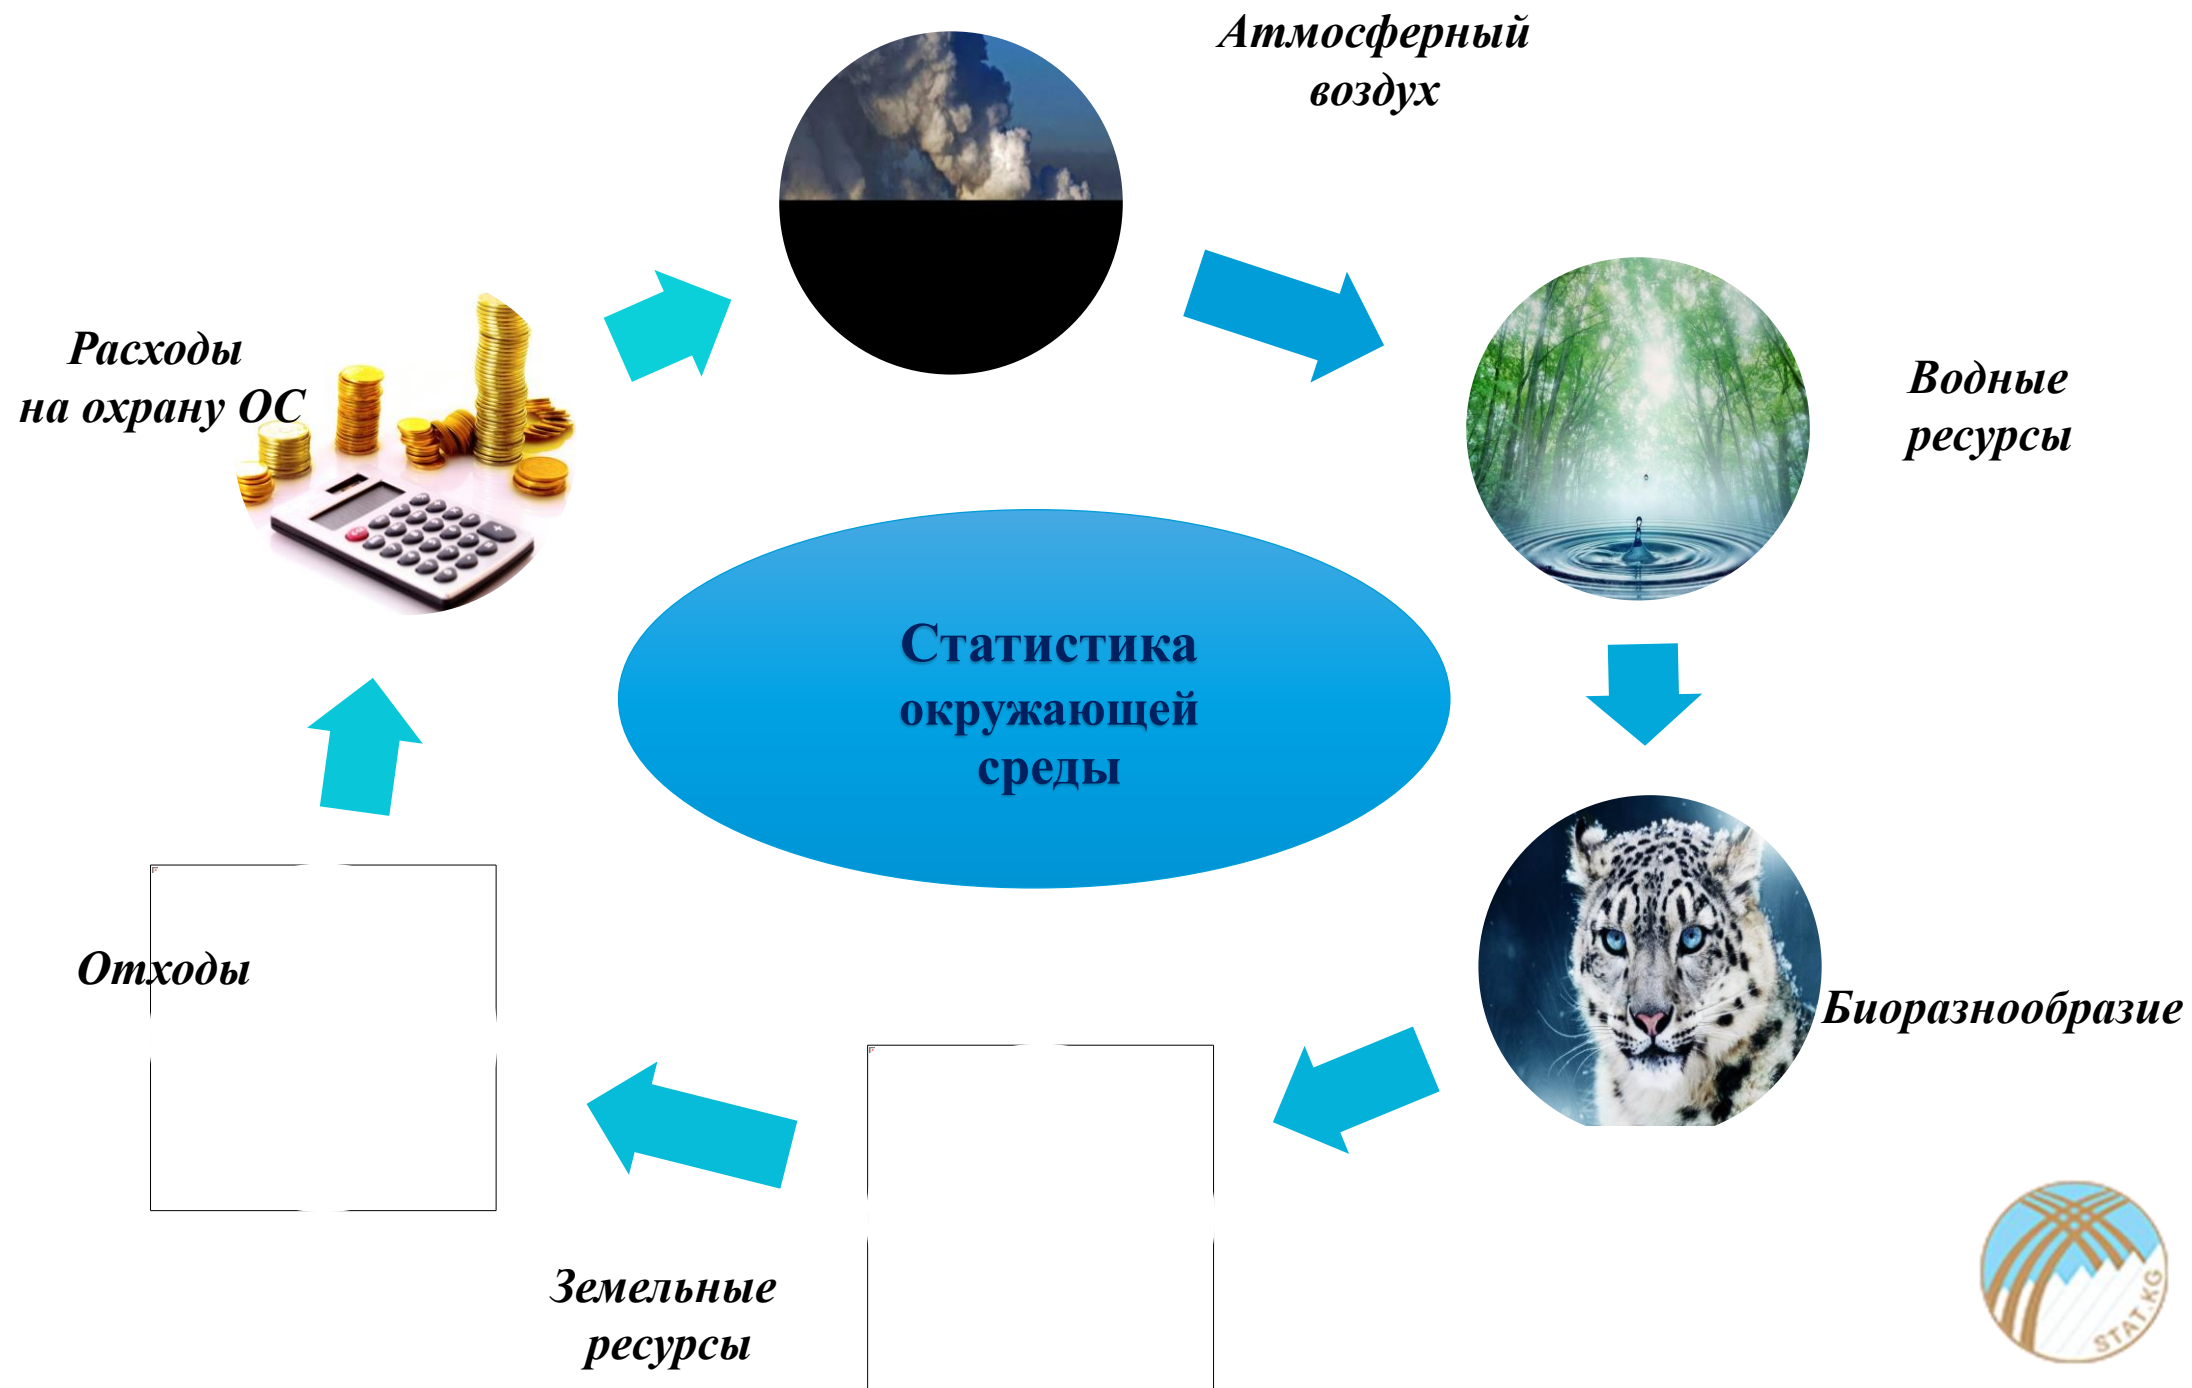 Атмосферный
воздух
Расходы
на охрану ОС
Водные
ресурсы
Статистика
окружающей
среды
Отходы
Биоразнообразие
Земельные
ресурсы
STAT.KG